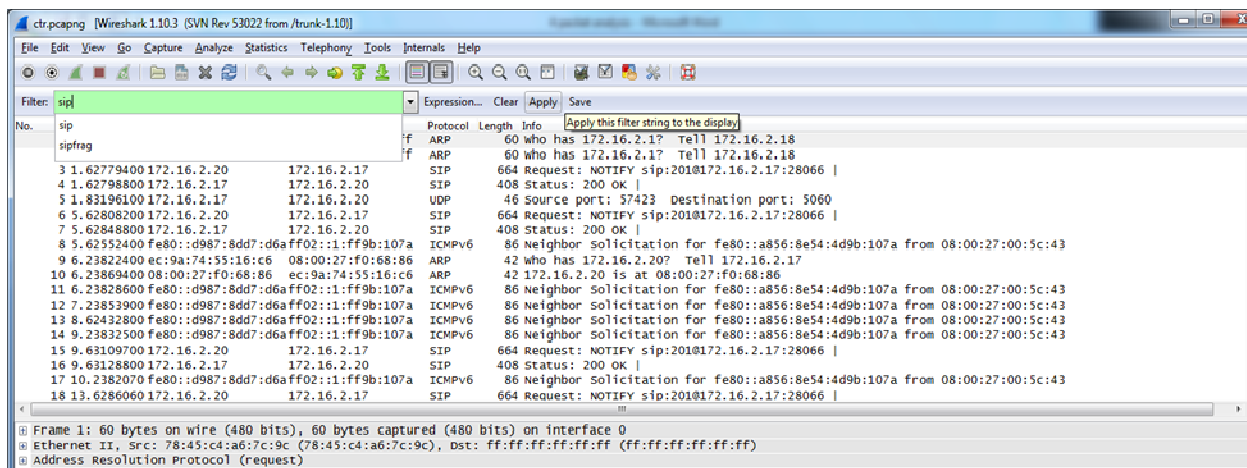 ctr.pcapng [Wireshark 1.10.3 (SVN Rev 53022 from /trunk-1.10)]
File Edit View Go Capture Analyze Statistics Telephony Tools Internals Help
Filter: sip Expression... Clear Apply Save
sip
sipfrag
Apply this filter string to the display
No. Protocol Length Info
ff ARP 60 Who has 172.16.2.1? Tell 172.16.2.18
ff ARP 60 Who has 172.16.2.1? Tell 172.16.2.18
3 1.62779400 172.16.2.20 172.16.2.17 SIP 664 Request: NOTIFY sip:201@172.16.2.17:28066 |
4 1.62798800 172.16.2.17 172.16.2.20 SIP 408 Status: 200 OK |
5 1.83196100 172.16.2.17 172.16.2.20 UDP 46 Source port: 57423 Destination port: 5060
6 5.62808200 172.16.2.20 172.16.2.17 SIP 664 Request: NOTIFY sip:201@172.16.2.17:28066 |
7 5.62848800 172.16.2.17 172.16.2.20 SIP 408 Status: 200 OK |
8 5.62552400 fe80::d987:8dd7:d6aff02::1:ff9b:107a ICMPv6 86 Neighbor Solicitation for fe80::a856:8e54:4d9b:107a from 08:00:27:00:5c:43
9 6.23822400 ec:9a:74:55:16:c6 08:00:27:f0:68:86 ARP 42 Who has 172.16.2.20? Tell 172.16.2.17
10 6.23869400 08:00:27:f0:68:86 ec:9a:74:55:16:c6 ARP 42 172.16.2.20 is at 08:00:27:f0:68:86
11 6.23828600 fe80::d987:8dd7:d6aff02::1:ff9b:107a ICMPv6 86 Neighbor Solicitation for fe80::a856:8e54:4d9b:107a from 08:00:27:00:5c:43
12 7.23853900 fe80::d987:8dd7:d6aff02::1:ff9b:107a ICMPv6 86 Neighbor Solicitation for fe80::a856:8e54:4d9b:107a from 08:00:27:00:5c:43
13 8.62432800 fe80::d987:8dd7:d6aff02::1:ff9b:107a ICMPv6 86 Neighbor Solicitation for fe80::a856:8e54:4d9b:107a from 08:00:27:00:5c:43
14 9.23832500 fe80::d987:8dd7:d6aff02::1:ff9b:107a ICMPv6 86 Neighbor Solicitation for fe80::a856:8e54:4d9b:107a from 08:00:27:00:5c:43
15 9.63109700 172.16.2.20 172.16.2.17 SIP 664 Request: NOTIFY sip:201@172.16.2.17:28066 |
16 9.63128800 172.16.2.17 172.16.2.20 SIP 408 Status: 200 OK |
17 10.2382070 fe80::d987:8dd7:d6aff02::1:ff9b:107a ICMPv6 86 Neighbor Solicitation for fe80::a856:8e54:4d9b:107a from 08:00:27:00:5c:43
18 13.6286060 172.16.2.20 172.16.2.17 SIP 664 Request: NOTIFY sip:201@172.16.2.17:28066 |
Frame 1: 60 bytes on wire (480 bits), 60 bytes captured (480 bits) on interface 0
Ethernet II, Src: 78:45:c4:a6:7c:9c (78:45:c4:a6:7c:9c), Dst: ff:ff:ff:ff:ff:ff (ff:ff:ff:ff:ff:ff)
Address Resolution Protocol (request)